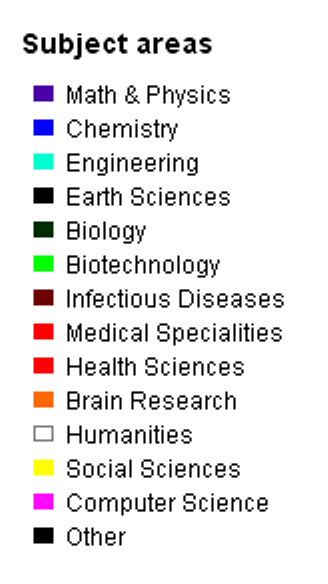 Subject areas
Math & Physics
Chemistry
Engineering
Earth Sciences
Biology
Biotechnology
Infectious Diseases
Medical Specialities
Health Sciences
Brain Research
Humanities
Social Sciences
Computer Science
Other